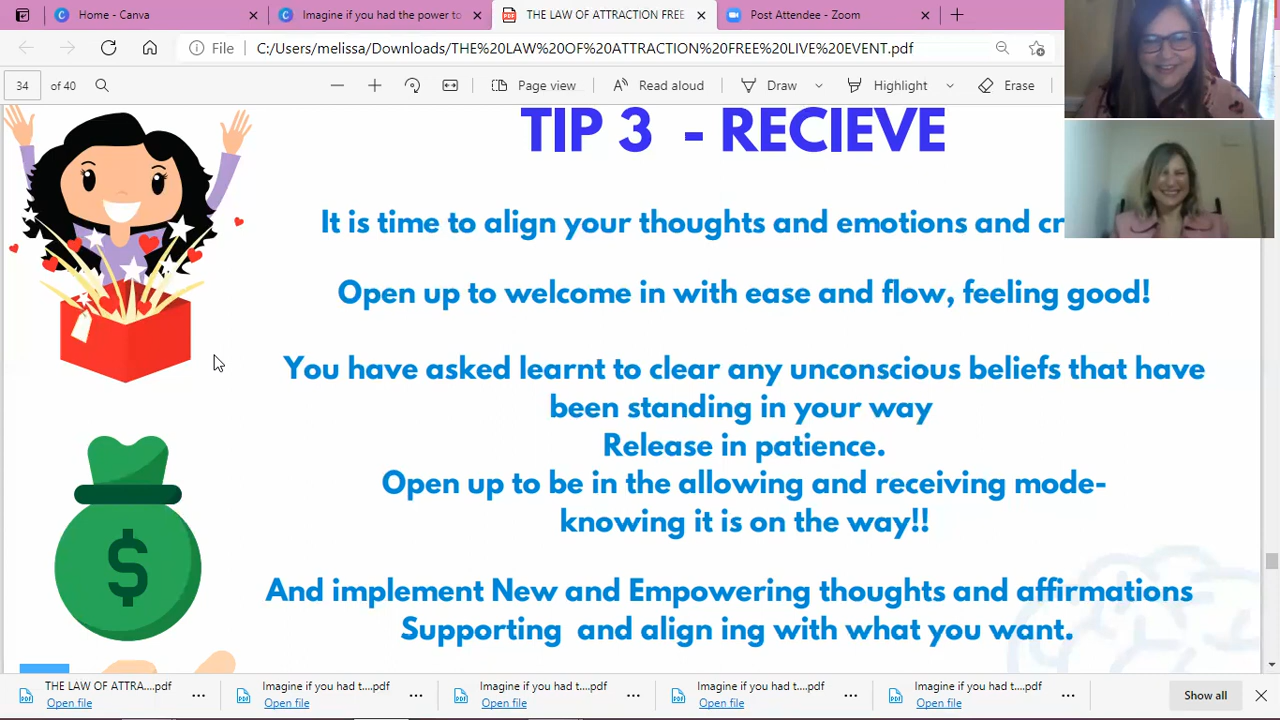 Home - Canva
Imagine if you had the power to
THE LAW OF ATTRACTION FREE
Post Attendee - Zoom
File
C:/Users/melissa/Downloads/THE%20LAW%20OF%20ATTRACTION%20FREE%20LIVE%20EVENT.pdf
34 of 40
Page view
Read aloud
Draw
Highlight
Erase
TIP 3 - RECIEVE
It is time to align your thoughts and emotions and
Open up to welcome in with ease and flow, feeling good!
You have asked learnt to clear any unconscious beliefs that have
been standing in your way
Release in patience.
Open up to be in the allowing and receiving mode-
knowing it is on the way!!
And implement New and Empowering thoughts and affirmations
Supporting and align ing with what you want.
$
THE LAW OF ATTRA....pdf
Open file
Imagine if you had t....pdf
Open file
Imagine if you had t....pdf
Open file
Imagine if you had t....pdf
Open file
Imagine if you had t....pdf
Open file
Show all